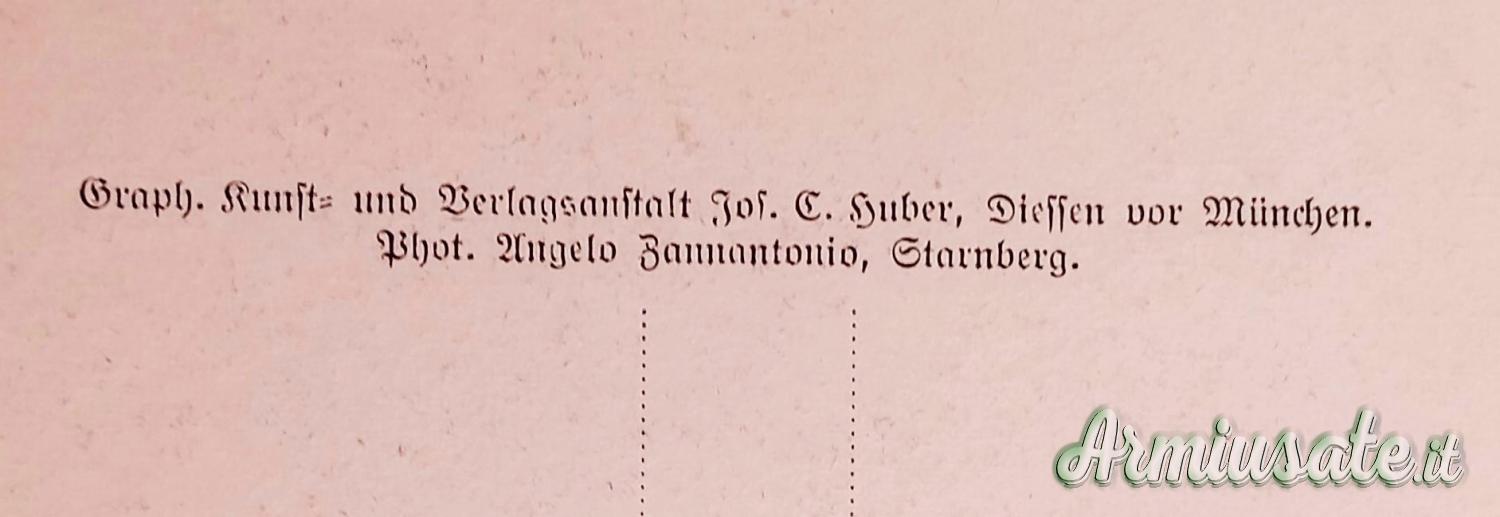 Graph. Kunst= und Verlagsanstalt Jos. C. Huber, Diessen vor München.
Phot. Angelo Zannantonio, Starnberg.
Armiusate.it